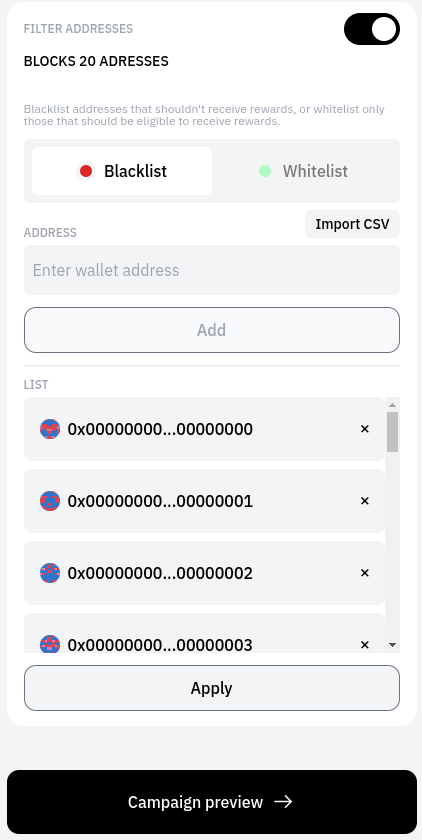 FILTER ADDRESSES
BLOCKS 20 ADRESSES
Blacklist addresses that shouldn't receive rewards, or whitelist only
those that should be eligible to receive rewards.
Blacklist
Whitelist
Import CSV
ADDRESS
Enter wallet address
Add
LIST
0x00000000...00000000 ×
0x00000000...00000001 ×
0x00000000...00000002 ×
0x00000000...00000003 ×
Apply
Campaign preview →